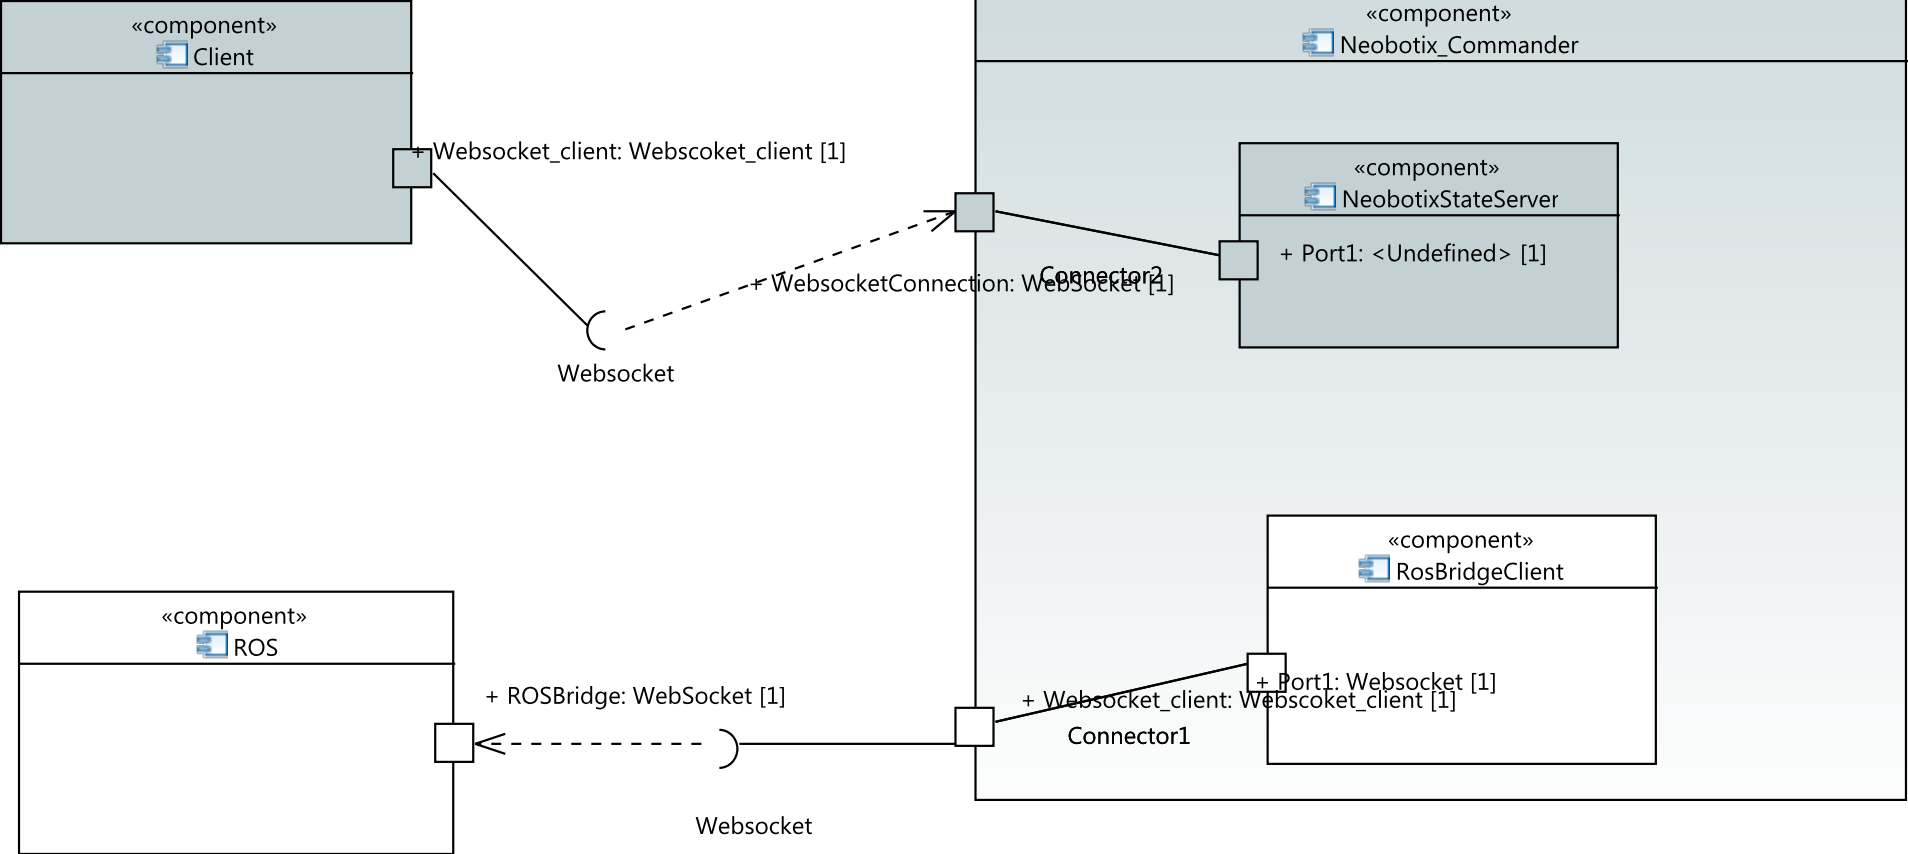 «component»
Client
+ Websocket_client: Webscoket_client [1]
Websocket
«component»
Neobotix_Commander
«component»
NeobotixStateServer
+ Port1: <Undefined> [1]
Connector2
+ WebsocketConnection: WebSocket [1]
«component»
RosBridgeClient
+ Port1: Websocket [1]
+ Websocket_client: Webscoket_client [1]
Connector1
«component»
ROS
+ ROSBridge: WebSocket [1]
Websocket